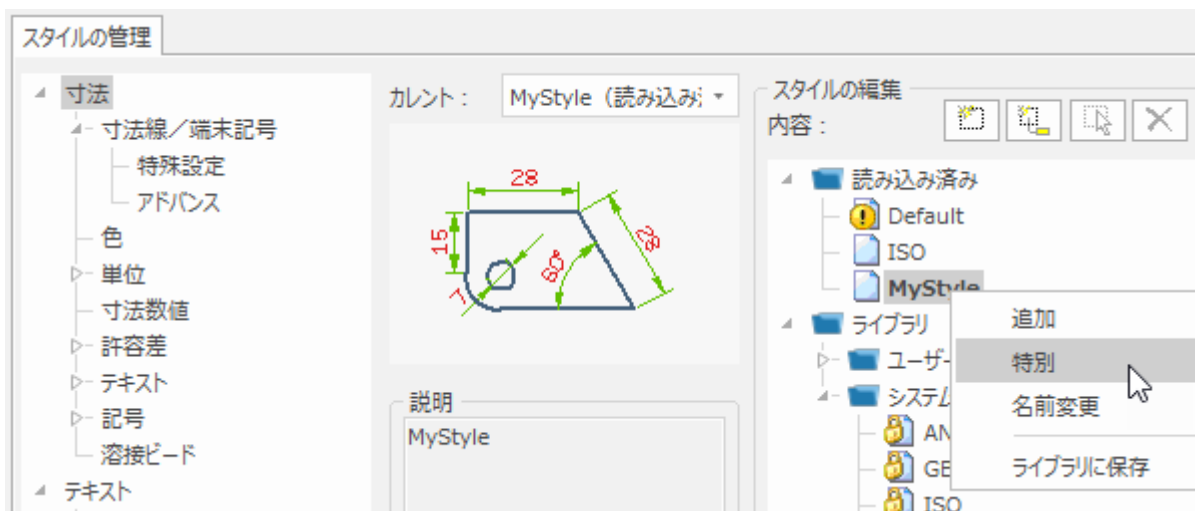 スタイルの管理
寸法
寸法線／端末記号
特殊設定
アドバンス
色
単位
寸法数値
許容差
テキスト
記号
溶接ビード
テキスト
カレント：
MyStyle（読み込み
28
15
60°
7
説明
MyStyle
スタイルの編集
内容：
読み込み済み
Default
ISO
MyStyle
ライブラリ
ユーザー
システム
AN
GE
ISO
追加
特別
名前変更
ライブラリに保存